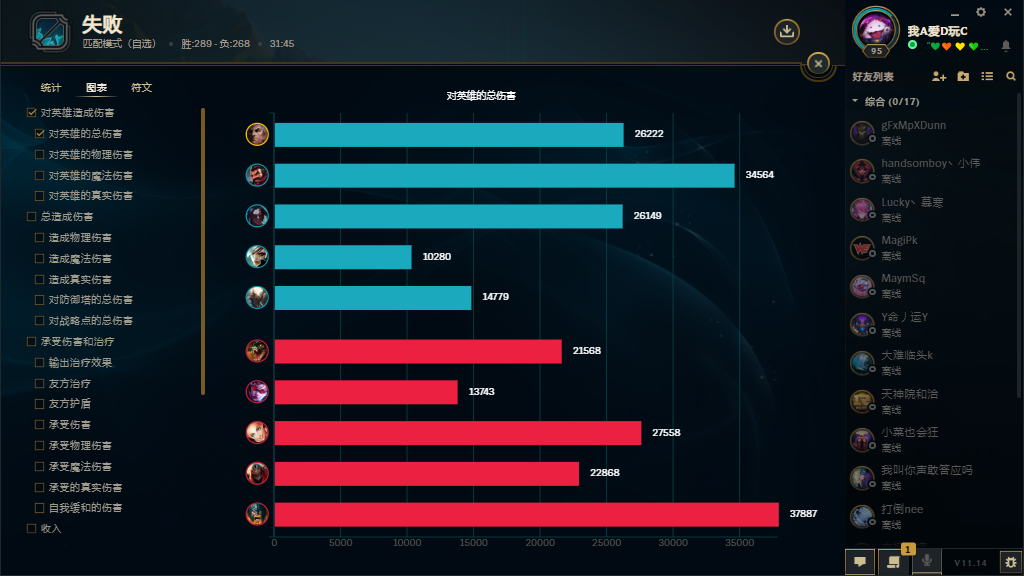 失败
匹配模式（自选） • 胜:289 - 负:268 • 31:45
统计 图表 符文
对英雄造成伤害
对英雄的总伤害
对英雄的物理伤害
对英雄的魔法伤害
对英雄的真实伤害
总造成伤害
造成物理伤害
造成魔法伤害
造成真实伤害
对防御塔的总伤害
对战略点的总伤害
承受伤害和治疗
输出治疗效果
友方治疗
友方护盾
承受伤害
承受物理伤害
承受魔法伤害
承受的真实伤害
自我缓和的伤害
收入
对英雄的总伤害
26222
34564
26149
10280
14779
21568
13743
27558
22868
37887
0 5000 10000 15000 20000 25000 30000 35000
95
我A爱D玩C
好友列表
综合 (0/17)
gFxMpXDunn
离线
handsomboy丶小伟
离线
Lucky丶慕宠
离线
MagiPk
离线
MaymSq
离线
Y命丿运Y
离线
大难临头k
离线
天神院和洽
离线
小菜也会狂
离线
我叫你声敢答应吗
离线
打倒nee
离线
1
V11.14